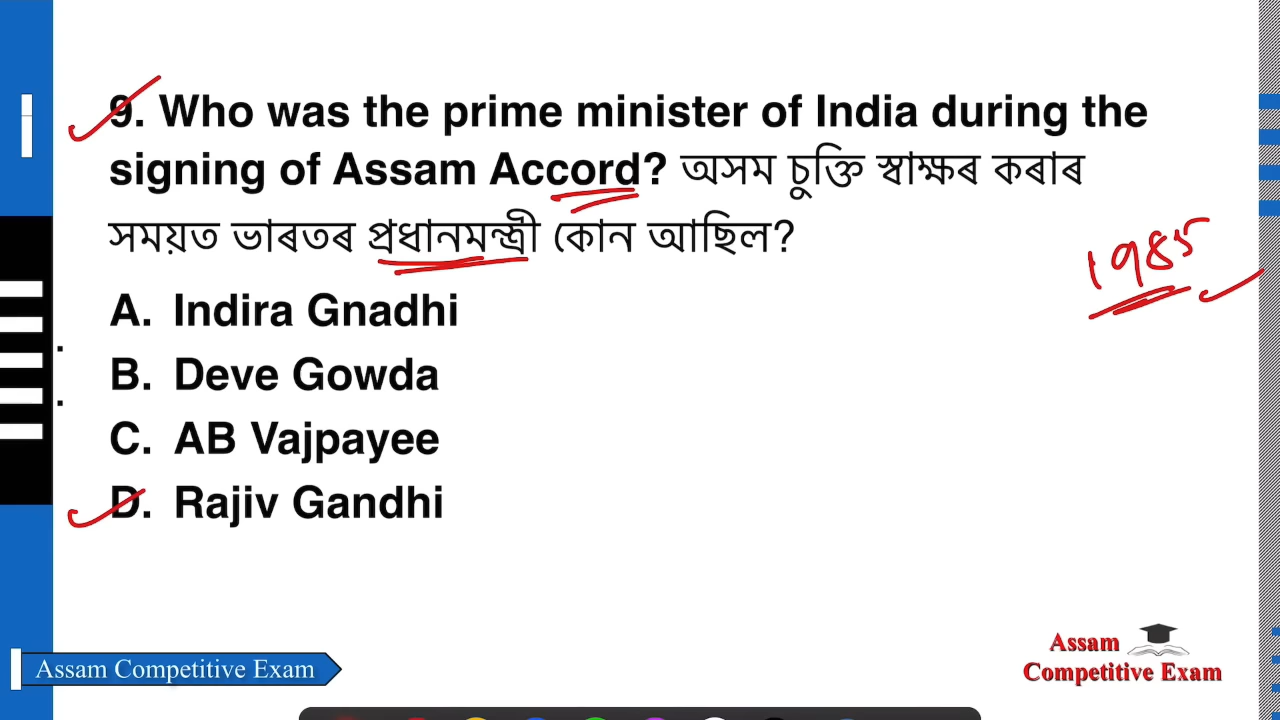 9. Who was the prime minister of India during the
signing of Assam Accord? অসম চুক্তি স্বাক্ষৰ কৰাৰ
সময়ত ভাৰতৰ প্ৰধানমন্ত্ৰী কোন আছিল?
1985
A. Indira Gnadhi
B. Deve Gowda
C. AB Vajpayee
D. Rajiv Gandhi
Assam Competitive Exam
Assam
Competitive Exam